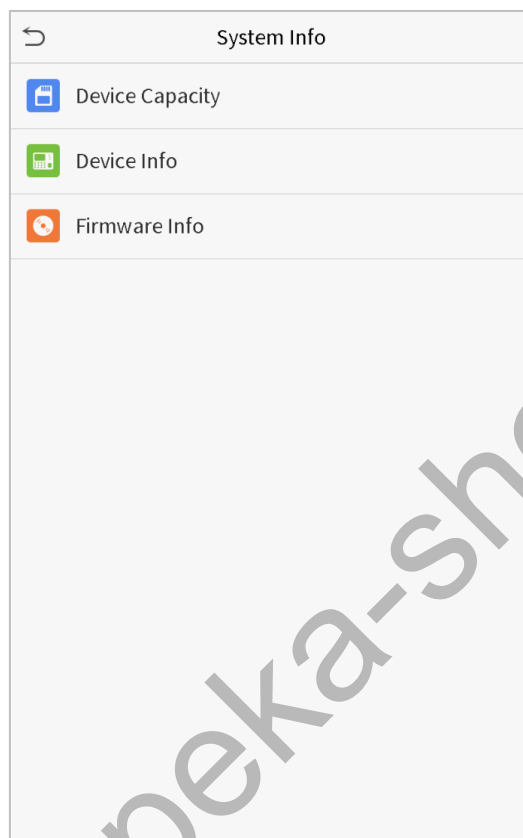 System Info
Device Capacity
Device Info
Firmware Info
peka-sh